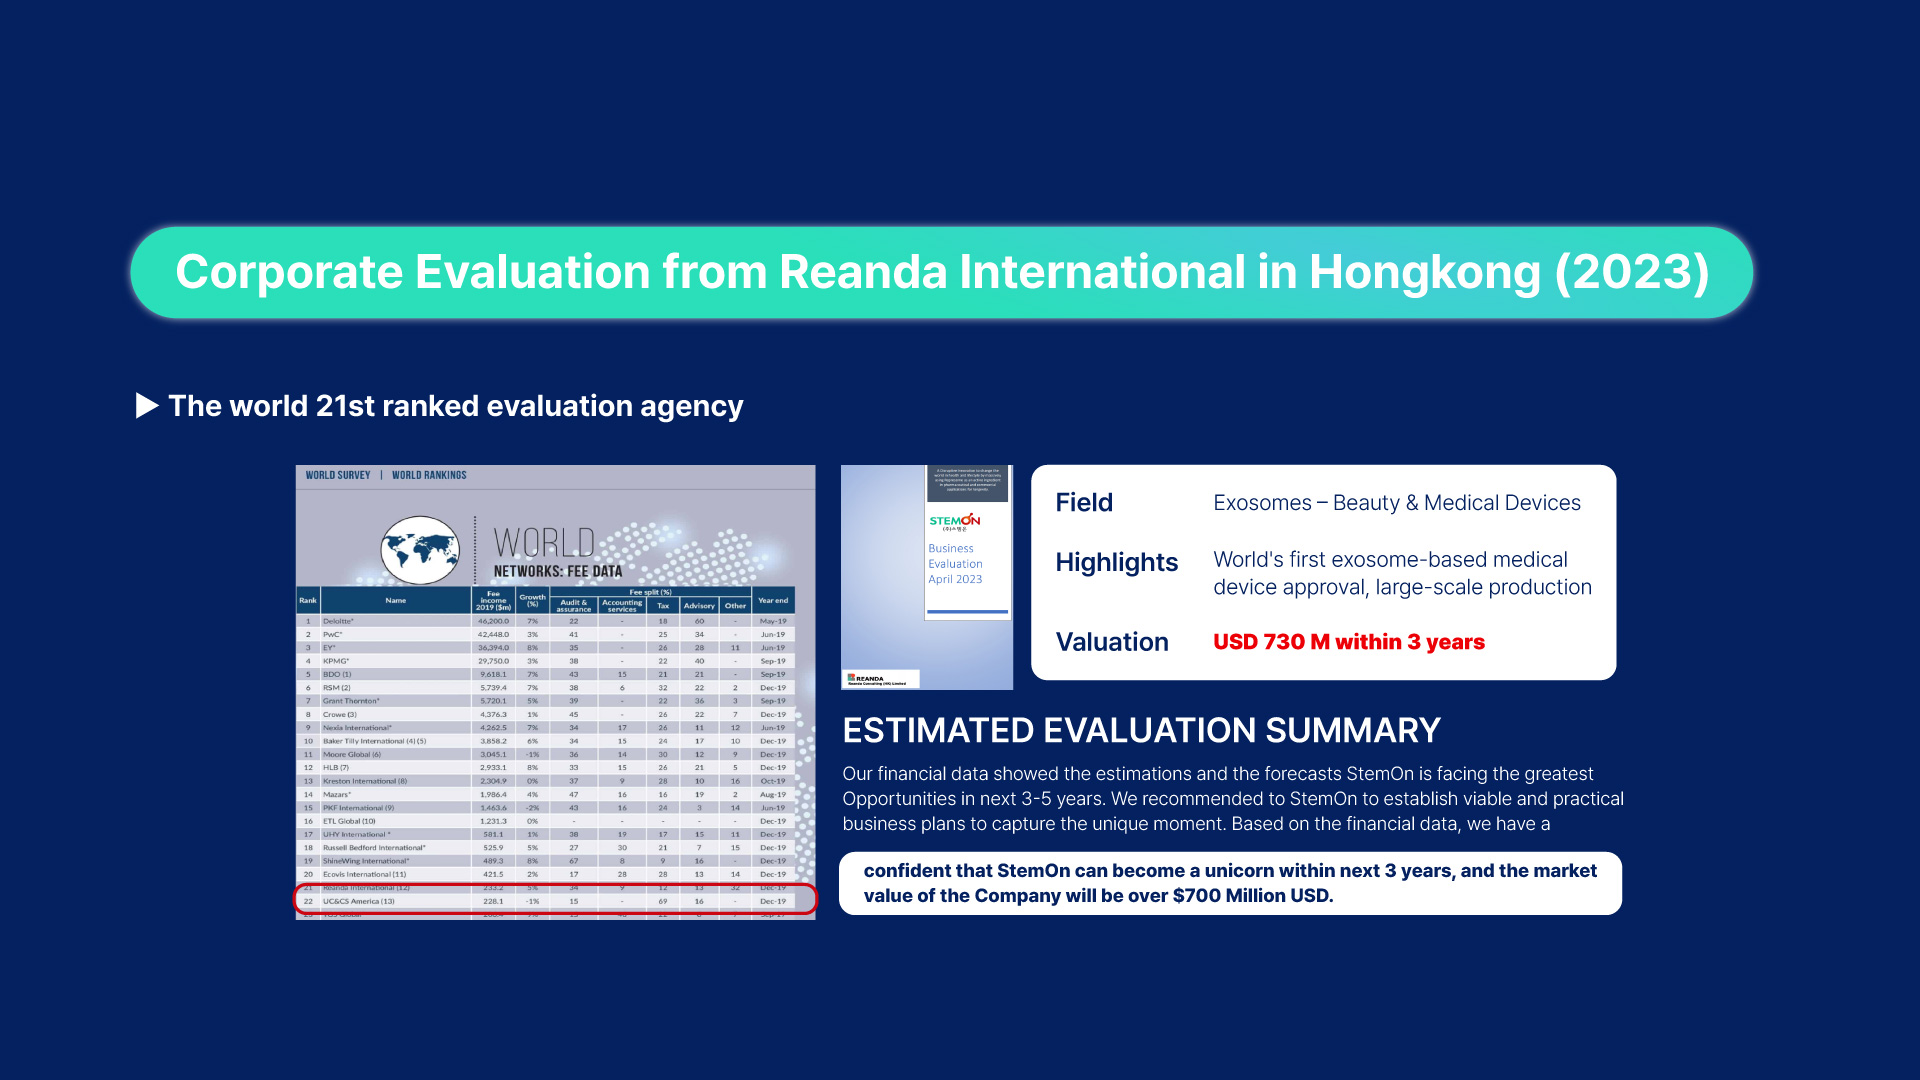 Corporate Evaluation from Reanda International in Hongkong (2023)
▶ The world 21st ranked evaluation agency
WORLD SURVEY | WORLD RANKINGS
WORLD
NETWORKS: FEE DATA
Rank Name Fee income 2019 ($m) Growth (%) Fee split (%) Audit & assurance Accounting services Tax Advisory Other Year end
1 Deloitte* 46,200.0 7% 22 - 18 60 - May-19
2 PwC* 42,448.0 3% 41 - 25 34 - Jun-19
3 EY* 36,394.0 8% 35 - 26 28 11 Jun-19
4 KPMG* 29,750.0 3% 38 - 22 40 - Sep-19
5 BDO (1) 9,618.1 7% 43 15 21 21 - Sep-19
6 RSM (2) 5,739.4 7% 38 6 32 22 2 Dec-19
7 Grant Thornton* 5,720.1 5% 39 - 22 36 3 Sep-19
8 Crowe (3) 4,376.3 1% 45 - 26 22 7 Dec-19
9 Nexia International* 4,262.5 7% 34 17 26 11 12 Jun-19
10 Baker Tilly International (4) (5) 3,858.2 6% 34 15 24 17 10 Dec-19
11 Moore Global (6) 3,045.1 -1% 36 14 30 12 9 Dec-19
12 HLB (7) 2,933.1 8% 33 15 26 21 5 Dec-19
13 Kreston International (8) 2,304.9 0% 37 9 28 10 16 Oct-19
14 Mazars* 1,986.4 4% 47 16 16 19 2 Aug-19
15 PKF International (9) 1,463.6 -2% 43 16 24 3 14 Jun-19
16 ETL Global (10) 1,231.3 0% - - - - - Dec-19
17 UHY International * 581.1 1% 38 19 17 15 11 Dec-19
18 Russell Bedford International* 525.9 5% 27 30 21 7 15 Dec-19
19 ShineWing International* 489.3 8% 67 8 9 16 - Dec-19
20 Ecovis International (11) 421.5 2% 17 28 28 13 14 Dec-19
21 Reanda International (12) 233.2 5% 34 9 12 13 32 Dec-19
22 UC&CS America (13) 228.1 -1% 15 - 69 16 - Dec-19
STEMON
(주)스템온
Business
Evaluation
April 2023
REANDA
Reanda Consulting (HK) Limited
Field Exosomes – Beauty & Medical Devices
Highlights World's first exosome-based medical
device approval, large-scale production
Valuation USD 730 M within 3 years
ESTIMATED EVALUATION SUMMARY
Our financial data showed the estimations and the forecasts StemOn is facing the greatest
Opportunities in next 3-5 years. We recommended to StemOn to establish viable and practical
business plans to capture the unique moment. Based on the financial data, we have a
confident that StemOn can become a unicorn within next 3 years, and the market
value of the Company will be over $700 Million USD.